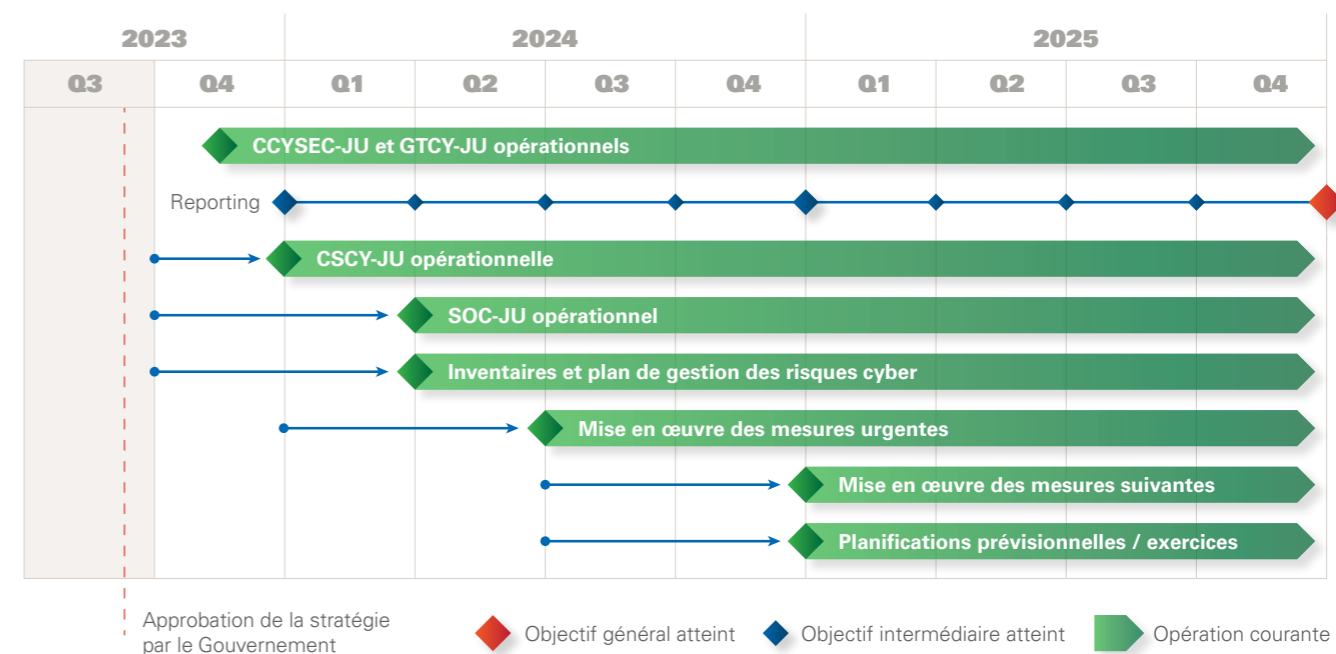 2023 2024 2025
Q3 Q4 Q1 Q2 Q3 Q4 Q1 Q2 Q3 Q4
CCYSEC-JU et GTCY-JU opérationnels
Reporting
CSCY-JU opérationnelle
SOC-JU opérationnel
Inventaires et plan de gestion des risques cyber
Mise en œuvre des mesures urgentes
Mise en œuvre des mesures suivantes
Planifications prévisionnelles / exercices
Approbation de la stratégie
par le Gouvernement
Objectif général atteint
Objectif intermédiaire atteint
Opération courante